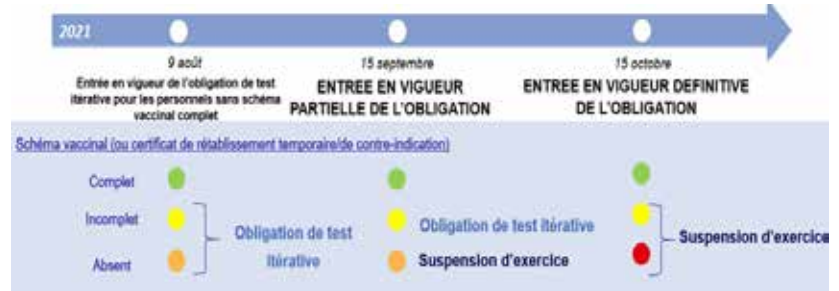 2021
9 août
Entrée en vigueur de l'obligation de test
itérative pour les personnels sans schéma
vaccinal complet
15 septembre
ENTREE EN VIGUEUR
PARTIELLE DE L'OBLIGATION
15 octobre
ENTREE EN VIGUEUR DEFINITIVE
DE L'OBLIGATION
Schéma vaccinal (ou certificat de rétablissement temporaire/de contre-indication)
Complet
Incomplet
Absent
Obligation de test
itérative
Obligation de test itérative
Suspension d'exercice
Suspension d'exercice